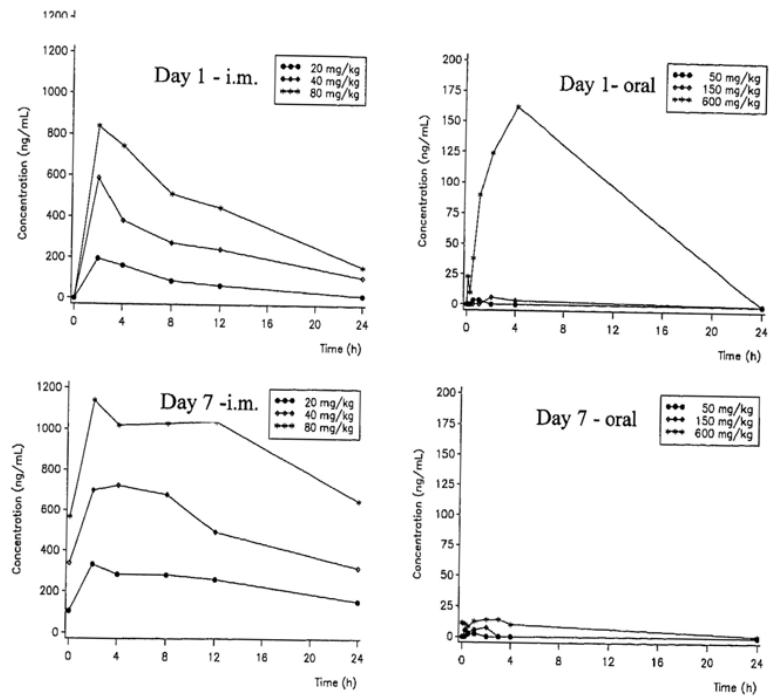 1200
1200
1000
800
600
400
200
0
Concentration (ng/mL)
Day 1 - i.m.
20 mg/kg
40 mg/kg
80 mg/kg
0 4 8 12 16 20 24
Time (h)
200
175
150
125
100
75
50
25
0
Concentration (ng/mL)
Day 1- oral
50 mg/kg
150 mg/kg
600 mg/kg
0 4 8 12 16 20 24
Time (h)
1200
1000
800
600
400
200
0
Concentration (ng/mL)
Day 7 -i.m.
20 mg/kg
40 mg/kg
80 mg/kg
0 4 8 12 16 20 24
Time (h)
200
175
150
125
100
75
50
25
0
Concentration (ng/mL)
Day 7 - oral
50 mg/kg
150 mg/kg
600 mg/kg
0 4 8 12 16 20 24
Time (h)